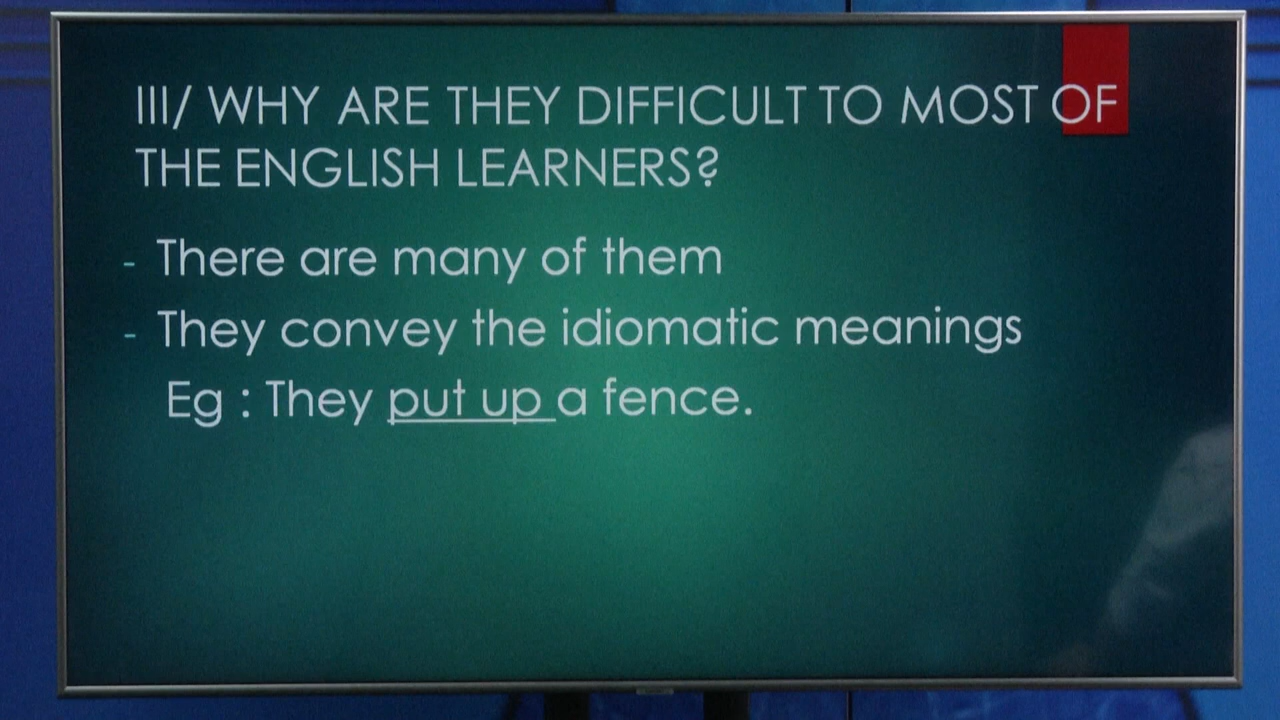 III/ WHY ARE THEY DIFFICULT TO MOST OF
THE ENGLISH LEARNERS?
- There are many of them
- They convey the idiomatic meanings
Eg : They put up a fence.